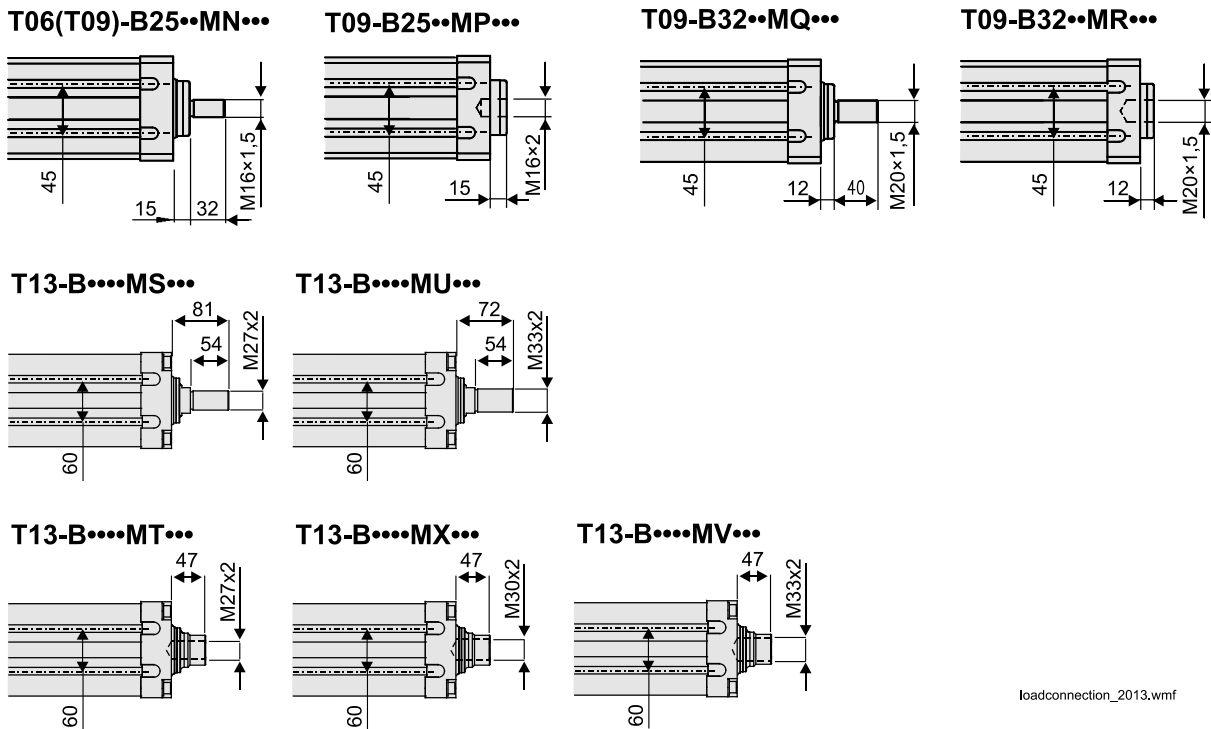 T06(T09)-B25••MN•••
T09-B25••MP•••
T09-B32••MQ•••
T09-B32••MR•••
45
15
32
M16×1,5
45
15
M16×2
45
12
40
M20×1,5
45
12
M20×1,5
T13-B••••MS•••
T13-B••••MU•••
81
54
M27x2
60
72
54
M33x2
60
T13-B••••MT•••
T13-B••••MX•••
T13-B••••MV•••
47
M27x2
60
47
M30x2
60
47
M33x2
60
loadconnection_2013.wmf